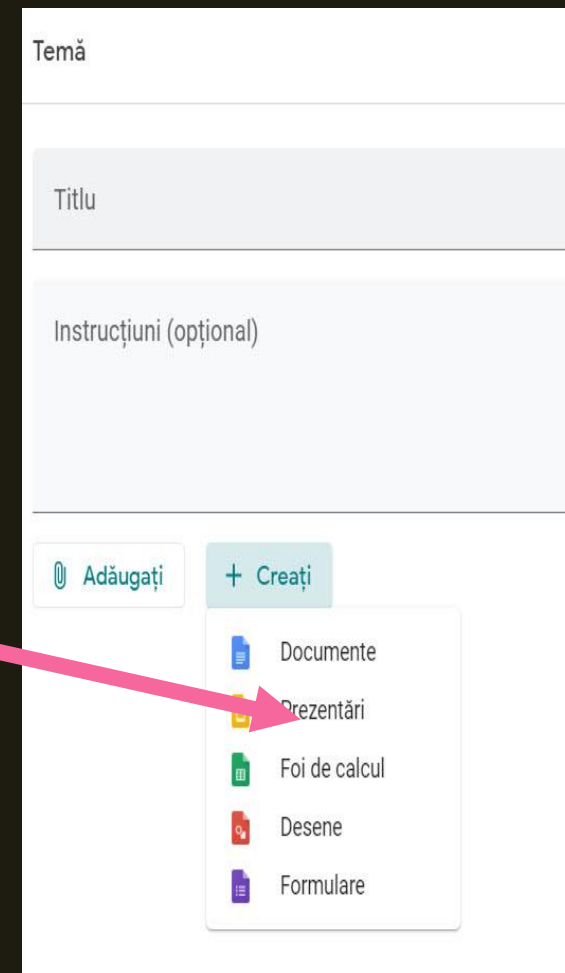 Temă
Titlu
Instrucțiuni (opțional)
Adăugați
+ Creați
Documente
Prezentări
Foi de calcul
Desene
Formulare